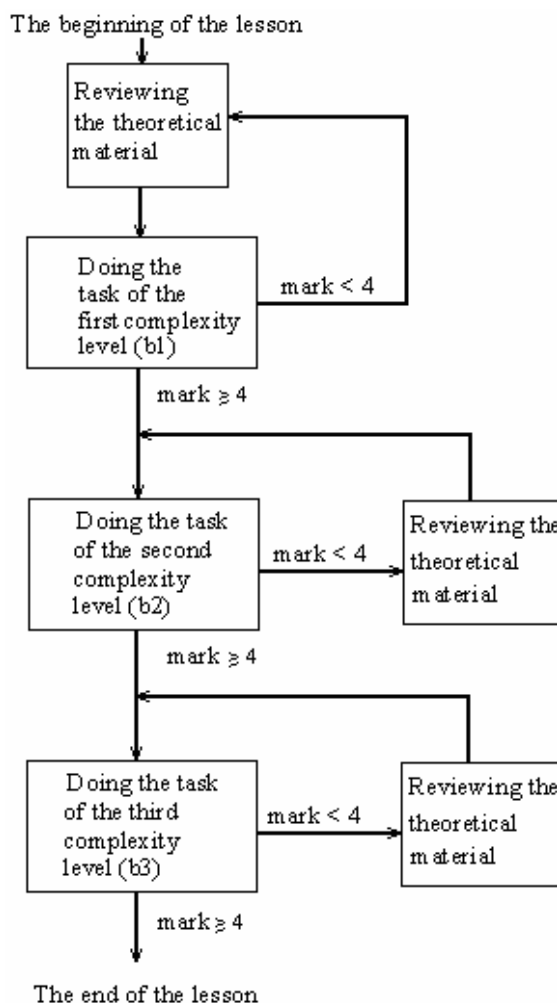 The beginning of the lesson
Reviewing
the theoretical
material
Doing the
task of the
first complexity
level (b1)
mark < 4
mark ≥ 4
Doing the task
of the second
complexity
level (b2)
mark < 4
Reviewing the
theoretical
material
mark ≥ 4
Doing the task
of the third
complexity
level (b3)
mark < 4
Reviewing the
theoretical
material
mark ≥ 4
The end of the lesson